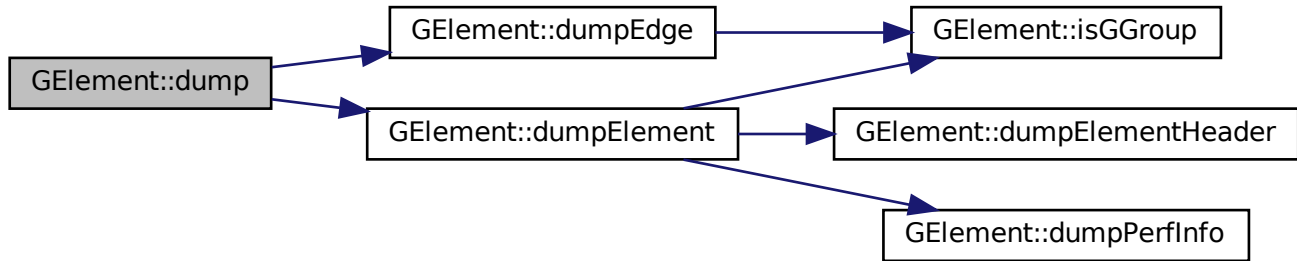 GElement::dump
GElement::dumpEdge
GElement::dumpElement
GElement::isGGroup
GElement::dumpElementHeader
GElement::dumpPerfInfo